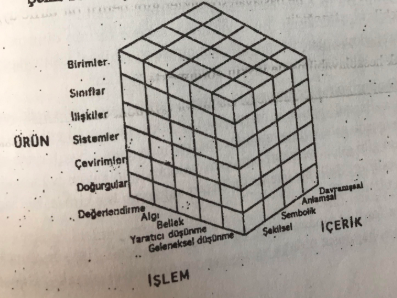 Birimler
Sınıflar
İlişkiler
ÜRÜN
Sistemler
Çevirimler
Doğurgular
Değerlendirme
Algı
Bellek
Yaratıcı düşünme
Geleneksel düşünme
Şekilsel
Sembolik
Anlamsal
Davranışsal
İÇERİK
İŞLEM